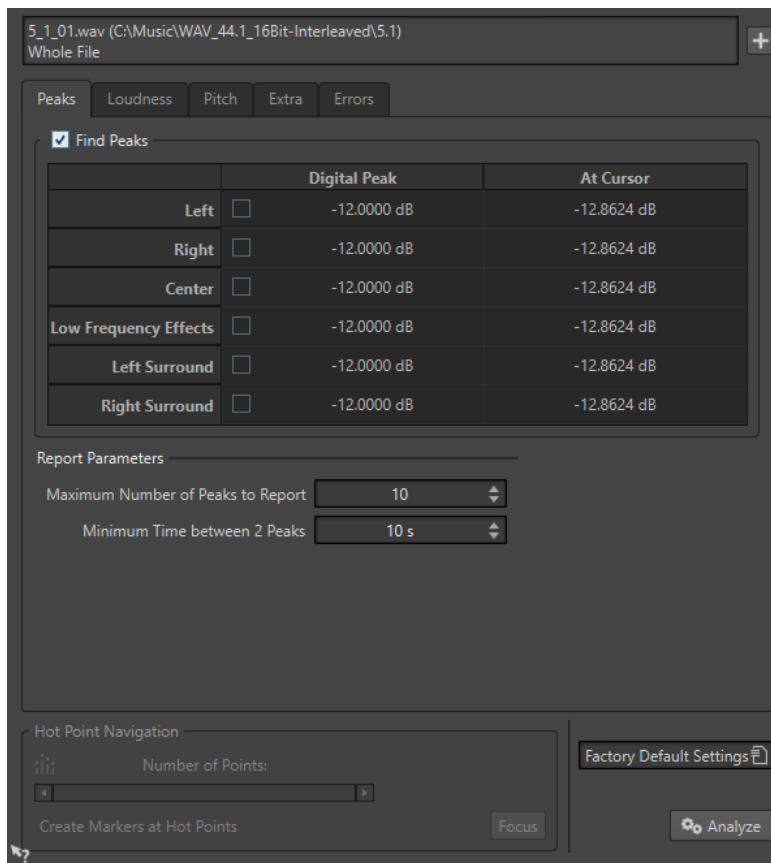 5_1_01.wav (C:\Music\WAV_44.1_16Bit-Interleaved\5.1)
Whole File
Peaks Loudness Pitch Extra Errors
Find Peaks
Digital Peak At Cursor
Left -12.0000 dB -12.8624 dB
Right -12.0000 dB -12.8624 dB
Center -12.0000 dB -12.8624 dB
Low Frequency Effects -12.0000 dB -12.8624 dB
Left Surround -12.0000 dB -12.8624 dB
Right Surround -12.0000 dB -12.8624 dB
Report Parameters
Maximum Number of Peaks to Report 10
Minimum Time between 2 Peaks 10 s
Hot Point Navigation
Number of Points:
Factory Default Settings
Create Markers at Hot Points Focus Analyze